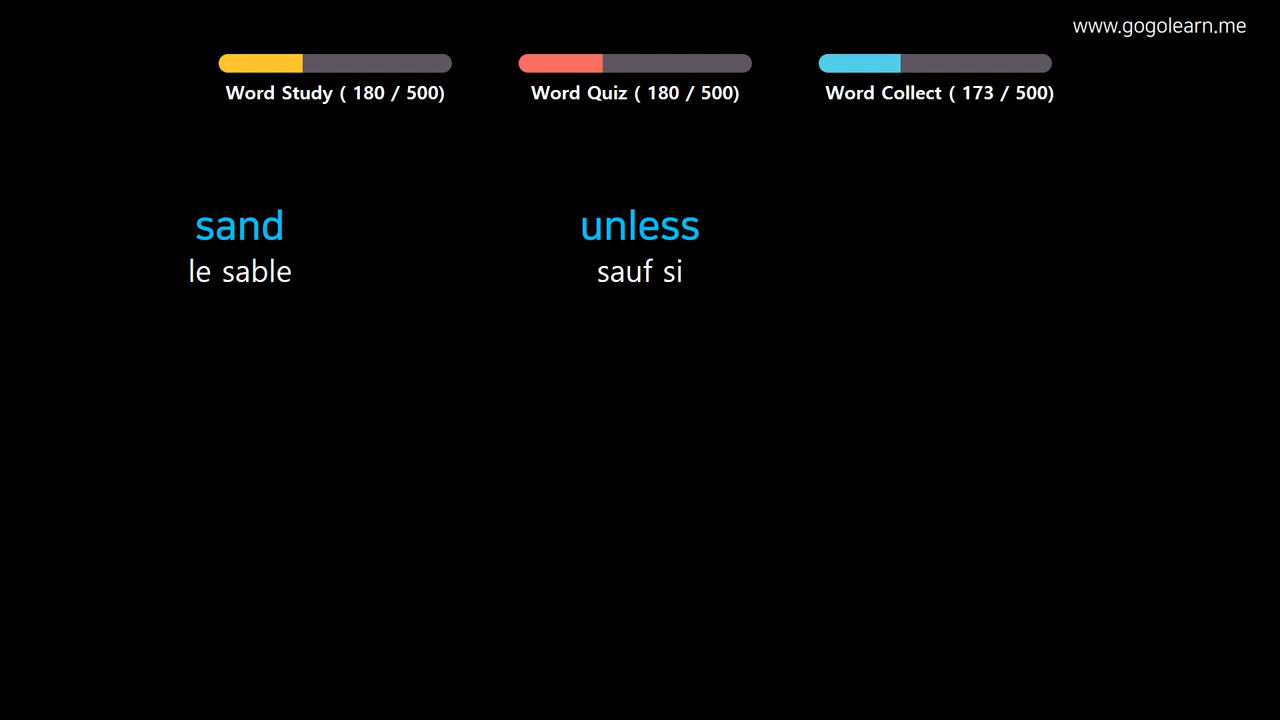 www.gogolearn.me
Word Study ( 180 / 500)
Word Quiz ( 180 / 500)
Word Collect ( 173 / 500)
sand
le sable
unless
sauf si